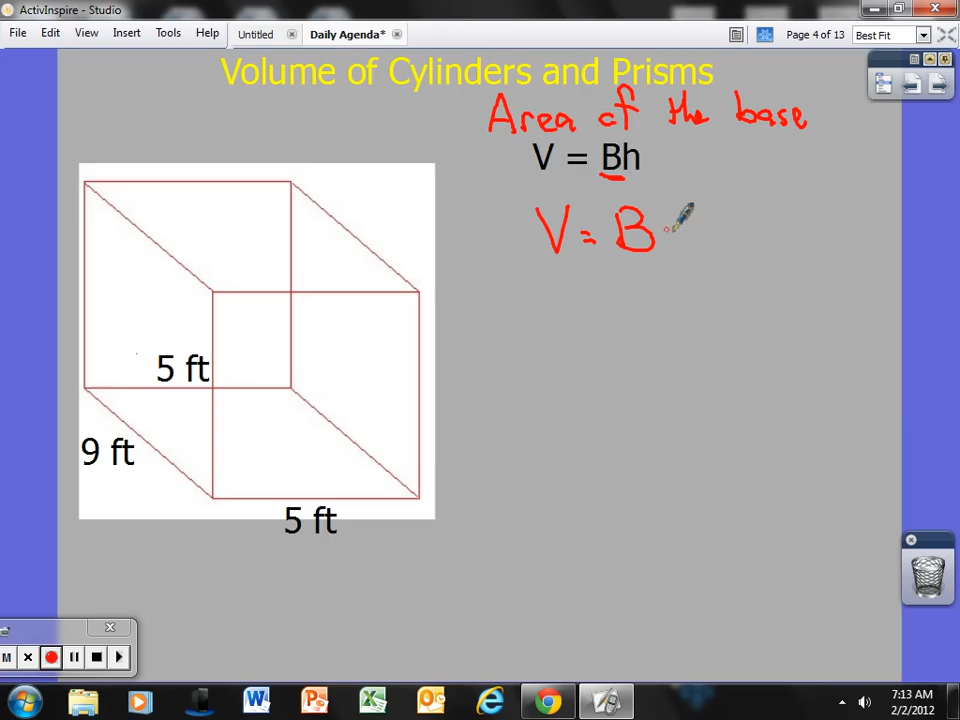 ActivInspire - Studio
File Edit View Insert Tools Help Untitled Daily Agenda* Page 4 of 13 Best Fit
Volume of Cylinders and Prisms
Area of the base
V = Bh
V = B ·
5 ft
9 ft
5 ft
M
7:13 AM
2/2/2012